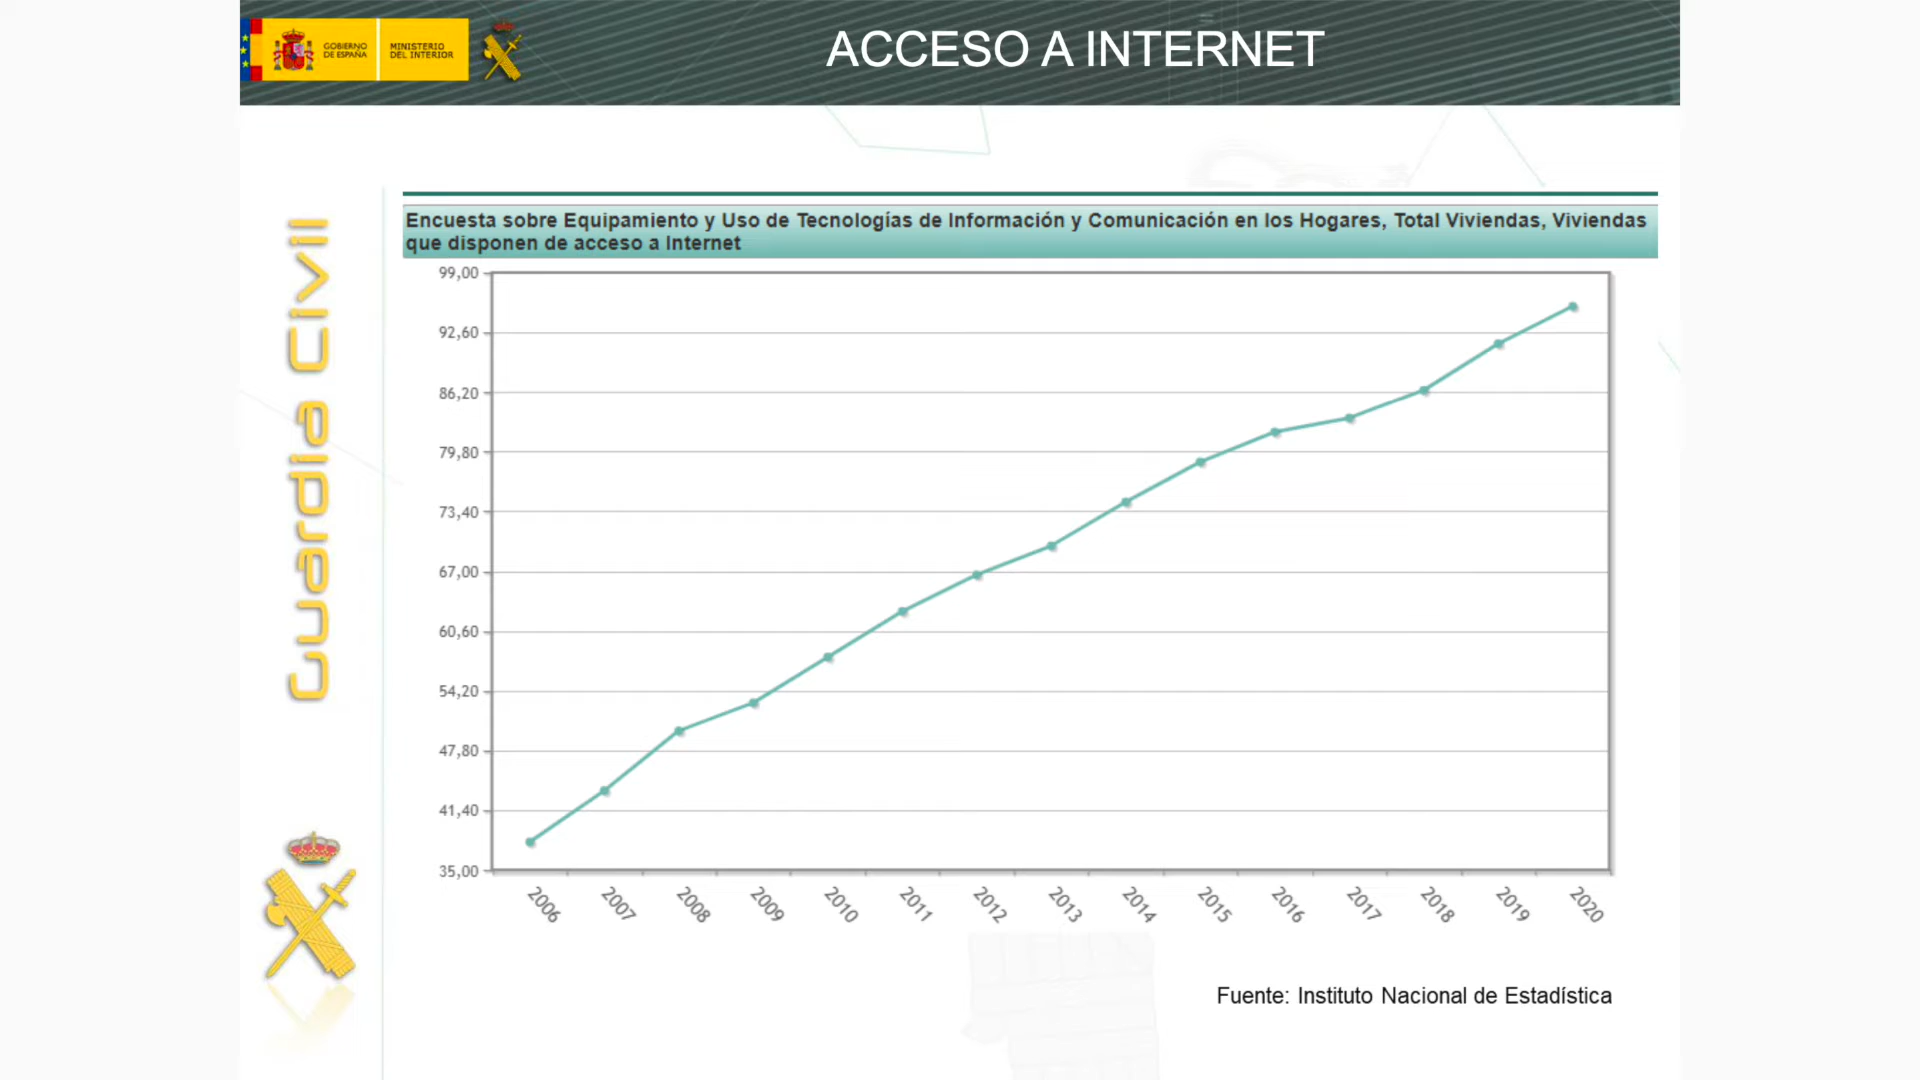 GOBIERNO
DE ESPAÑA
MINISTERIO
DEL INTERIOR
ACCESO A INTERNET
Guardia Civil
Encuesta sobre Equipamiento y Uso de Tecnologías de Información y Comunicación en los Hogares, Total Viviendas, Viviendas
que disponen de acceso a Internet
99,00
92,60
86,20
79,80
73,40
67,00
60,60
54,20
47,80
41,40
35,00
2006 2007 2008 2009 2010 2011 2012 2013 2014 2015 2016 2017 2018 2019 2020
Fuente: Instituto Nacional de Estadística